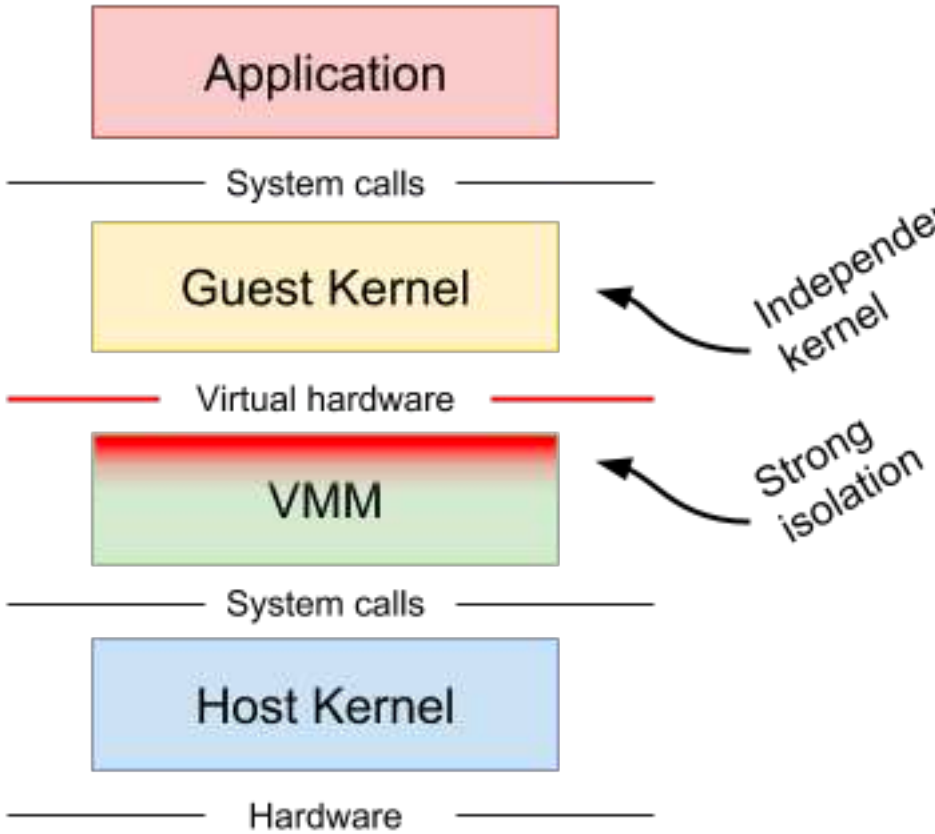 Application
System calls
Guest Kernel
kernel
Virtual hardware
Strong
isolation
VMM
System calls
Host Kernel
Hardware